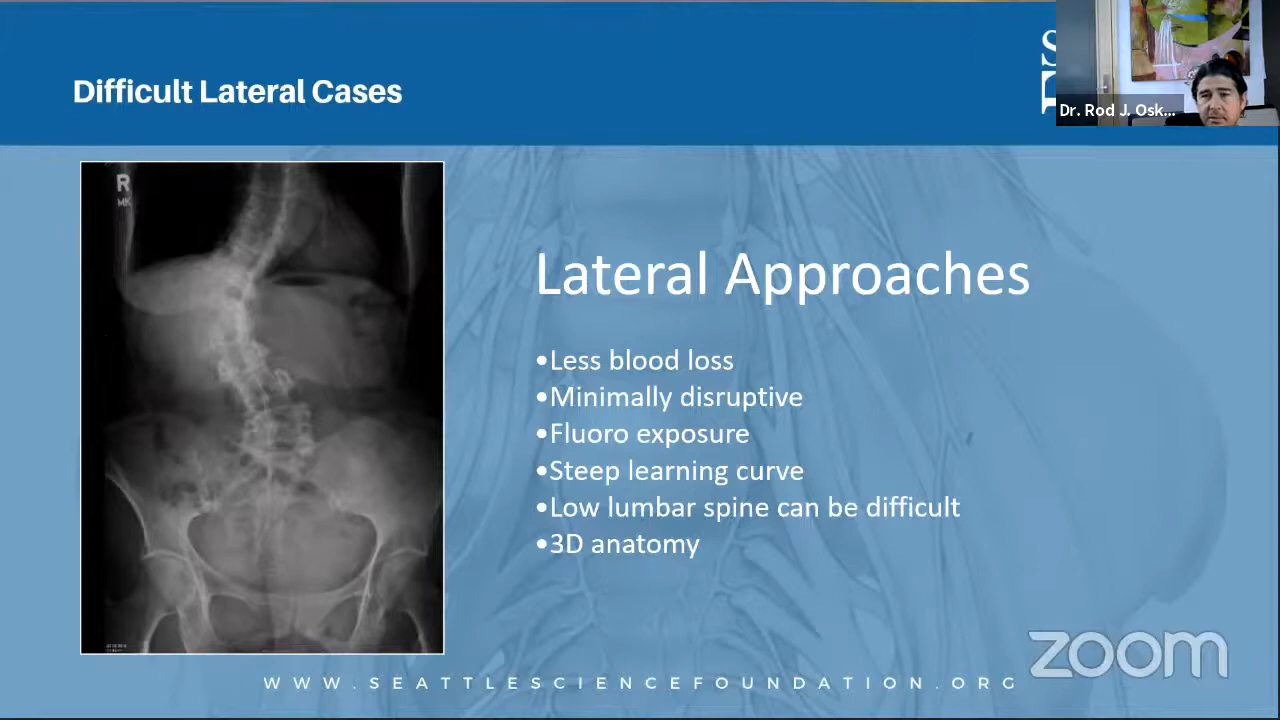 Difficult Lateral Cases
Dr. Rod J. Osk...
R
MK
Lateral Approaches
•Less blood loss
•Minimally disruptive
•Fluoro exposure
•Steep learning curve
•Low lumbar spine can be difficult
•3D anatomy
zoom
WWW.SEATTLESCIENCEFOUNDATION.ORG